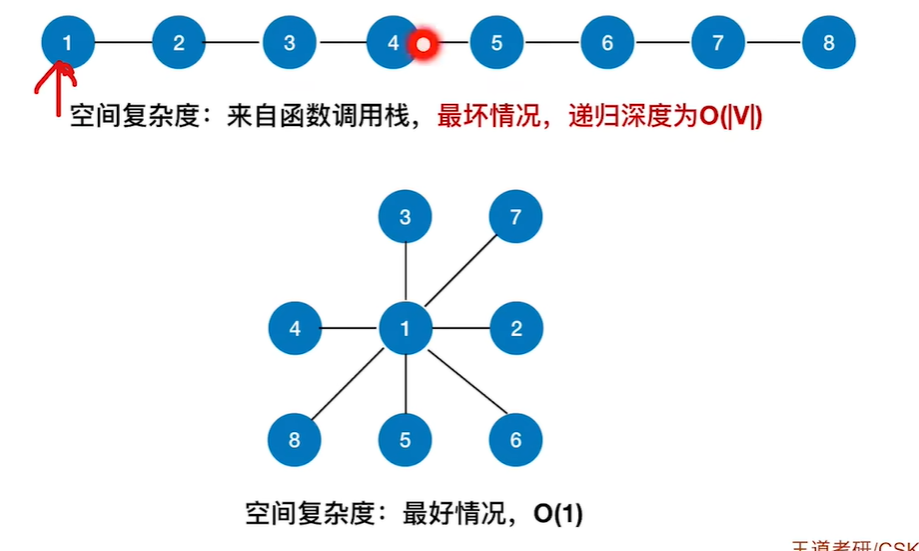 1 2 3 4 5 6 7 8
空间复杂度：来自函数调用栈，最坏情况，递归深度为O(|V|)
3 7
4 1 2
8 5 6
空间复杂度：最好情况，O(1)
王道考研/CSK